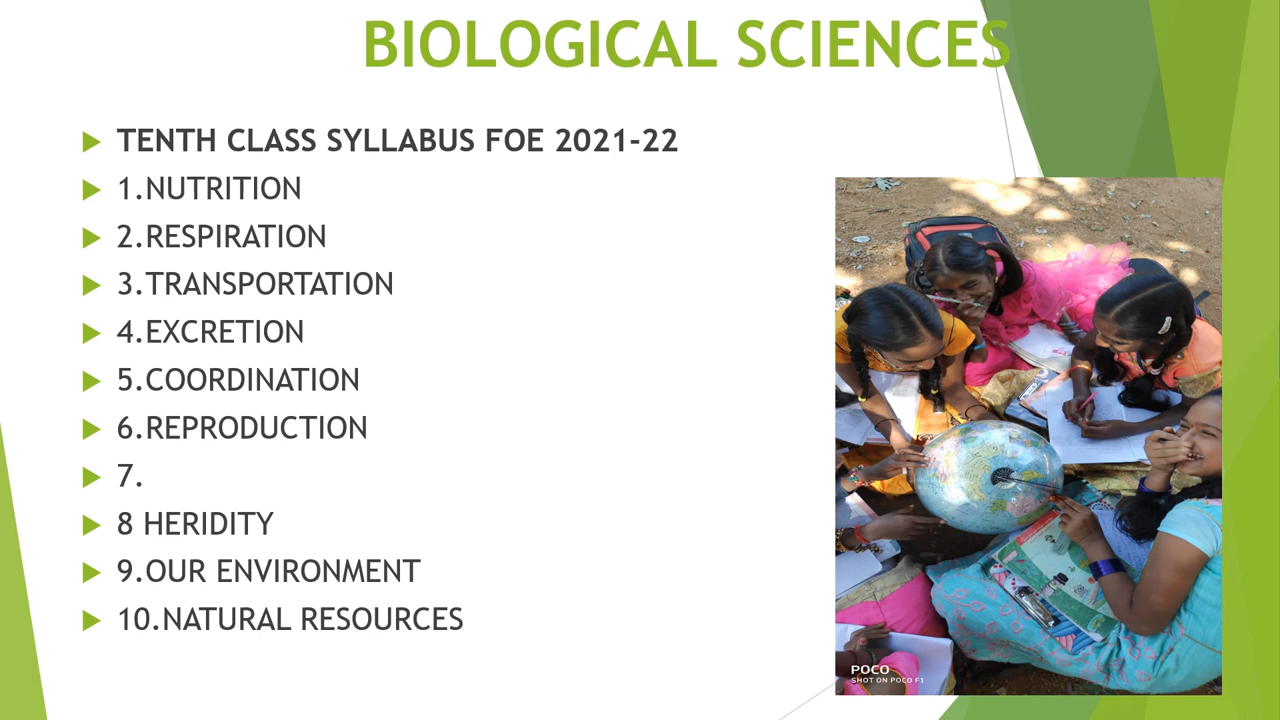 BIOLOGICAL SCIENCES
TENTH CLASS SYLLABUS FOE 2021-22
1.NUTRITION
2.RESPIRATION
3.TRANSPORTATION
4.EXCRETION
5.COORDINATION
6.REPRODUCTION
7.
8 HERIDITY
9.OUR ENVIRONMENT
10.NATURAL RESOURCES
POCO
SHOT ON POCO F1